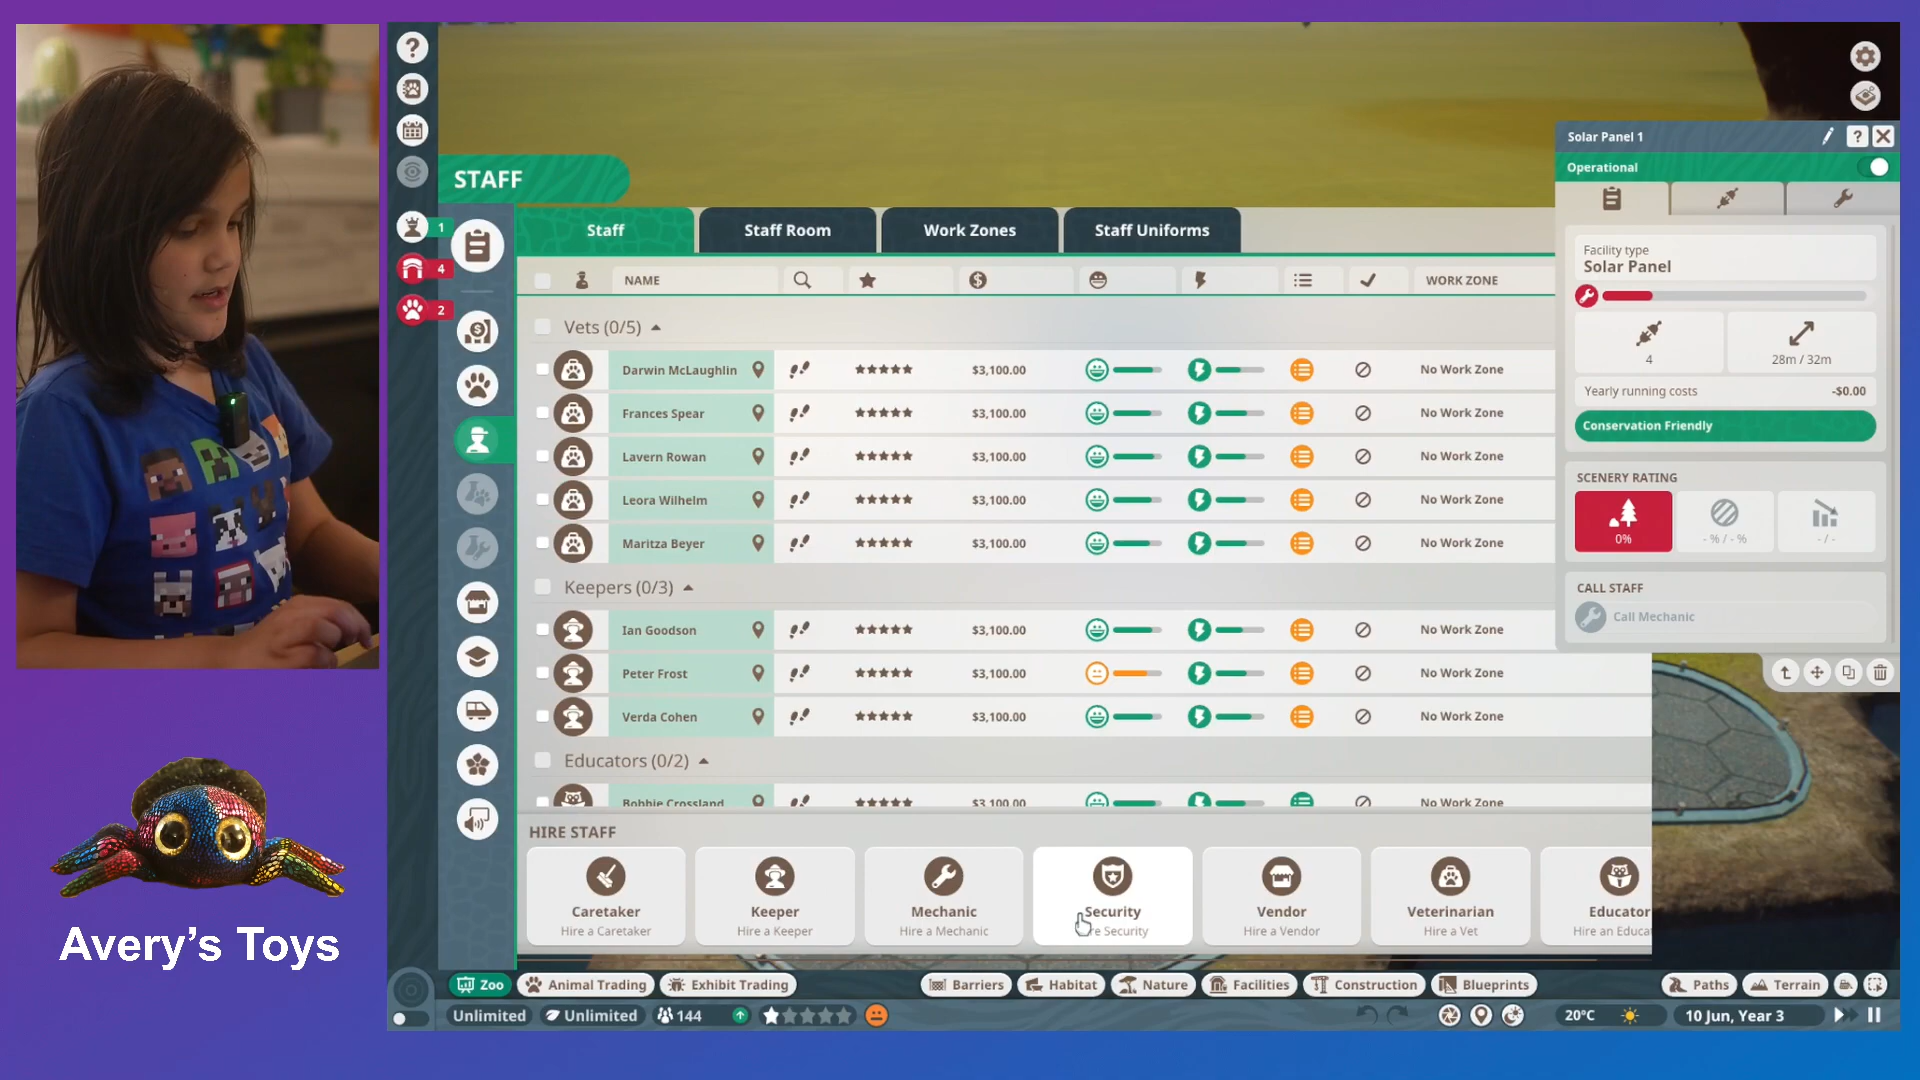 1
4
2
STAFF
Staff
Staff Room
Work Zones
Staff Uniforms
NAME
WORK ZONE
Vets (0/5)
Darwin McLaughlin $3,100.00 No Work Zone
Frances Spear $3,100.00 No Work Zone
Lavern Rowan $3,100.00 No Work Zone
Leora Wilhelm $3,100.00 No Work Zone
Maritza Beyer $3,100.00 No Work Zone
Keepers (0/3)
Ian Goodson $3,100.00 No Work Zone
Peter Frost $3,100.00 No Work Zone
Verda Cohen $3,100.00 No Work Zone
Educators (0/2)
Bobbie Crossland $3,100.00 No Work Zone
HIRE STAFF
Caretaker
Hire a Caretaker
Keeper
Hire a Keeper
Mechanic
Hire a Mechanic
Security
Security
Vendor
Hire a Vendor
Veterinarian
Hire a Vet
Educator
Hire an
Solar Panel 1
?
Operational
Facility type
Solar Panel
4
28m / 32m
Yearly running costs -$0.00
Conservation Friendly
SCENERY RATING
0%
- % / - %
- / -
CALL STAFF
Call Mechanic
Zoo
Animal Trading
Exhibit Trading
Barriers
Habitat
Nature
Facilities
Construction
Blueprints
Paths
Terrain
Unlimited
Unlimited
144
20°C
10 Jun, Year 3
Avery's Toys